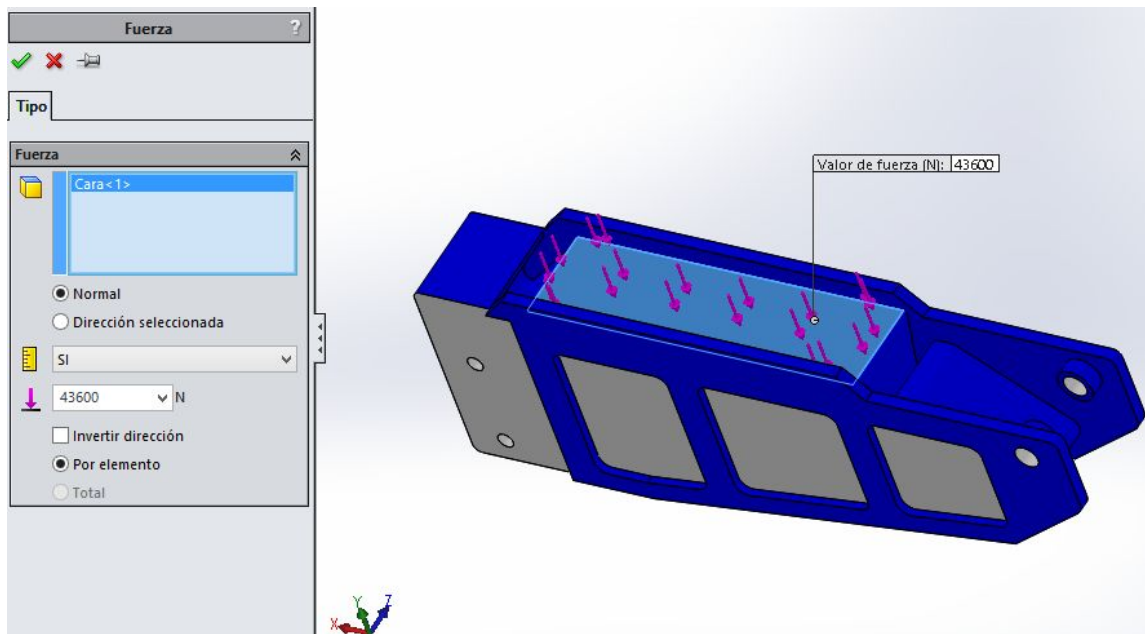 Fuerza ?
Tipo
Fuerza
Cara<1>
Normal
Dirección seleccionada
SI
43600 N
Invertir dirección
Por elemento
Total
Valor de fuerza (N): 43600
Y
Z
X